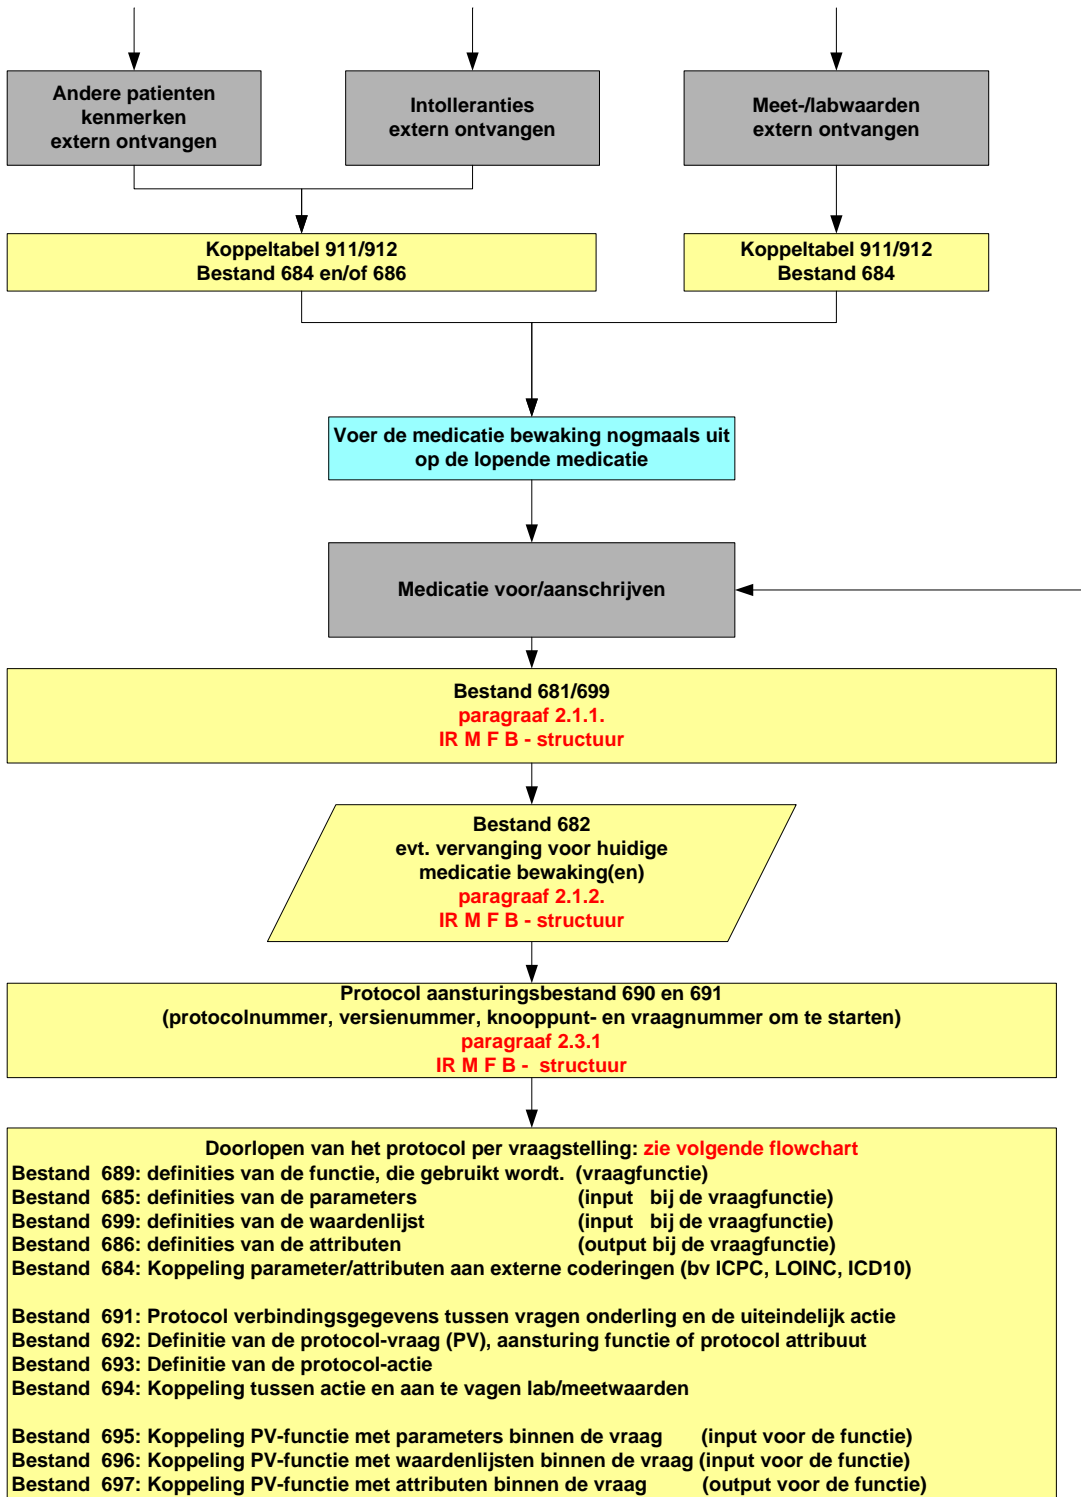 Andere patienten
kenmerken
extern ontvangen
Intolleranties
extern ontvangen
Meet-/labwaarden
extern ontvangen
Koppeltabel 911/912
Bestand 684 en/of 686
Koppeltabel 911/912
Bestand 684
Voer de medicatie bewaking nogmaals uit
op de lopende medicatie
Medicatie voor/aanschrijven
Bestand 681/699
paragraaf 2.1.1.
IR M F B - structuur
Bestand 682
evt. vervanging voor huidige
medicatie bewaking(en)
paragraaf 2.1.2.
IR M F B - structuur
Protocol aansturingsbestand 690 en 691
(protocolnummer, versienummer, knooppunt- en vraagnummer om te starten)
paragraaf 2.3.1
IR M F B - structuur
Doorlopen van het protocol per vraagstelling: zie volgende flowchart
Bestand 689: definities van de functie, die gebruikt wordt. (vraagfunctie)
Bestand 685: definities van de parameters (input bij de vraagfunctie)
Bestand 699: definities van de waardenlijst (input bij de vraagfunctie)
Bestand 686: definities van de attributen (output bij de vraagfunctie)
Bestand 684: Koppeling parameter/attributen aan externe coderingen (bv ICPC, LOINC, ICD10)
Bestand 691: Protocol verbindingsgegevens tussen vragen onderling en de uiteindelijk actie
Bestand 692: Definitie van de protocol-vraag (PV), aansturing functie of protocol attribuut
Bestand 693: Definitie van de protocol-actie
Bestand 694: Koppeling tussen actie en aan te vagen lab/meetwaarden
Bestand 695: Koppeling PV-functie met parameters binnen de vraag (input voor de functie)
Bestand 696: Koppeling PV-functie met waardenlijsten binnen de vraag (input voor de functie)
Bestand 697: Koppeling PV-functie met attributen binnen de vraag (output voor de functie)